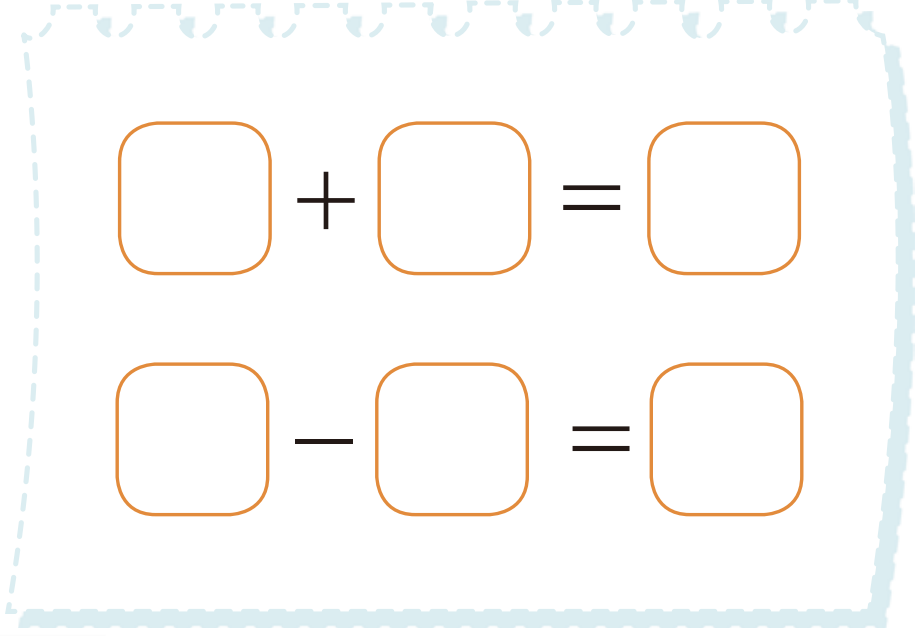 + =
− =